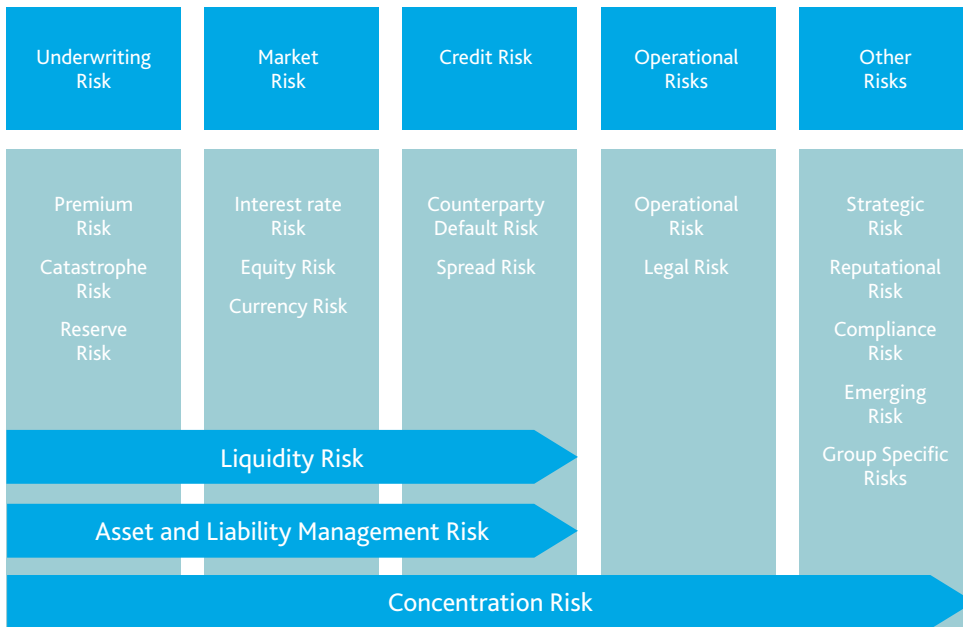 Underwriting
Risk
Market
Risk
Credit Risk
Operational
Risks
Other
Risks
Premium
Risk
Catastrophe
Risk
Reserve
Risk
Interest rate
Risk
Equity Risk
Currency Risk
Counterparty
Default Risk
Spread Risk
Operational
Risk
Legal Risk
Strategic
Risk
Reputational
Risk
Compliance
Risk
Emerging
Risk
Group Specific
Risks
Liquidity Risk
Asset and Liability Management Risk
Concentration Risk